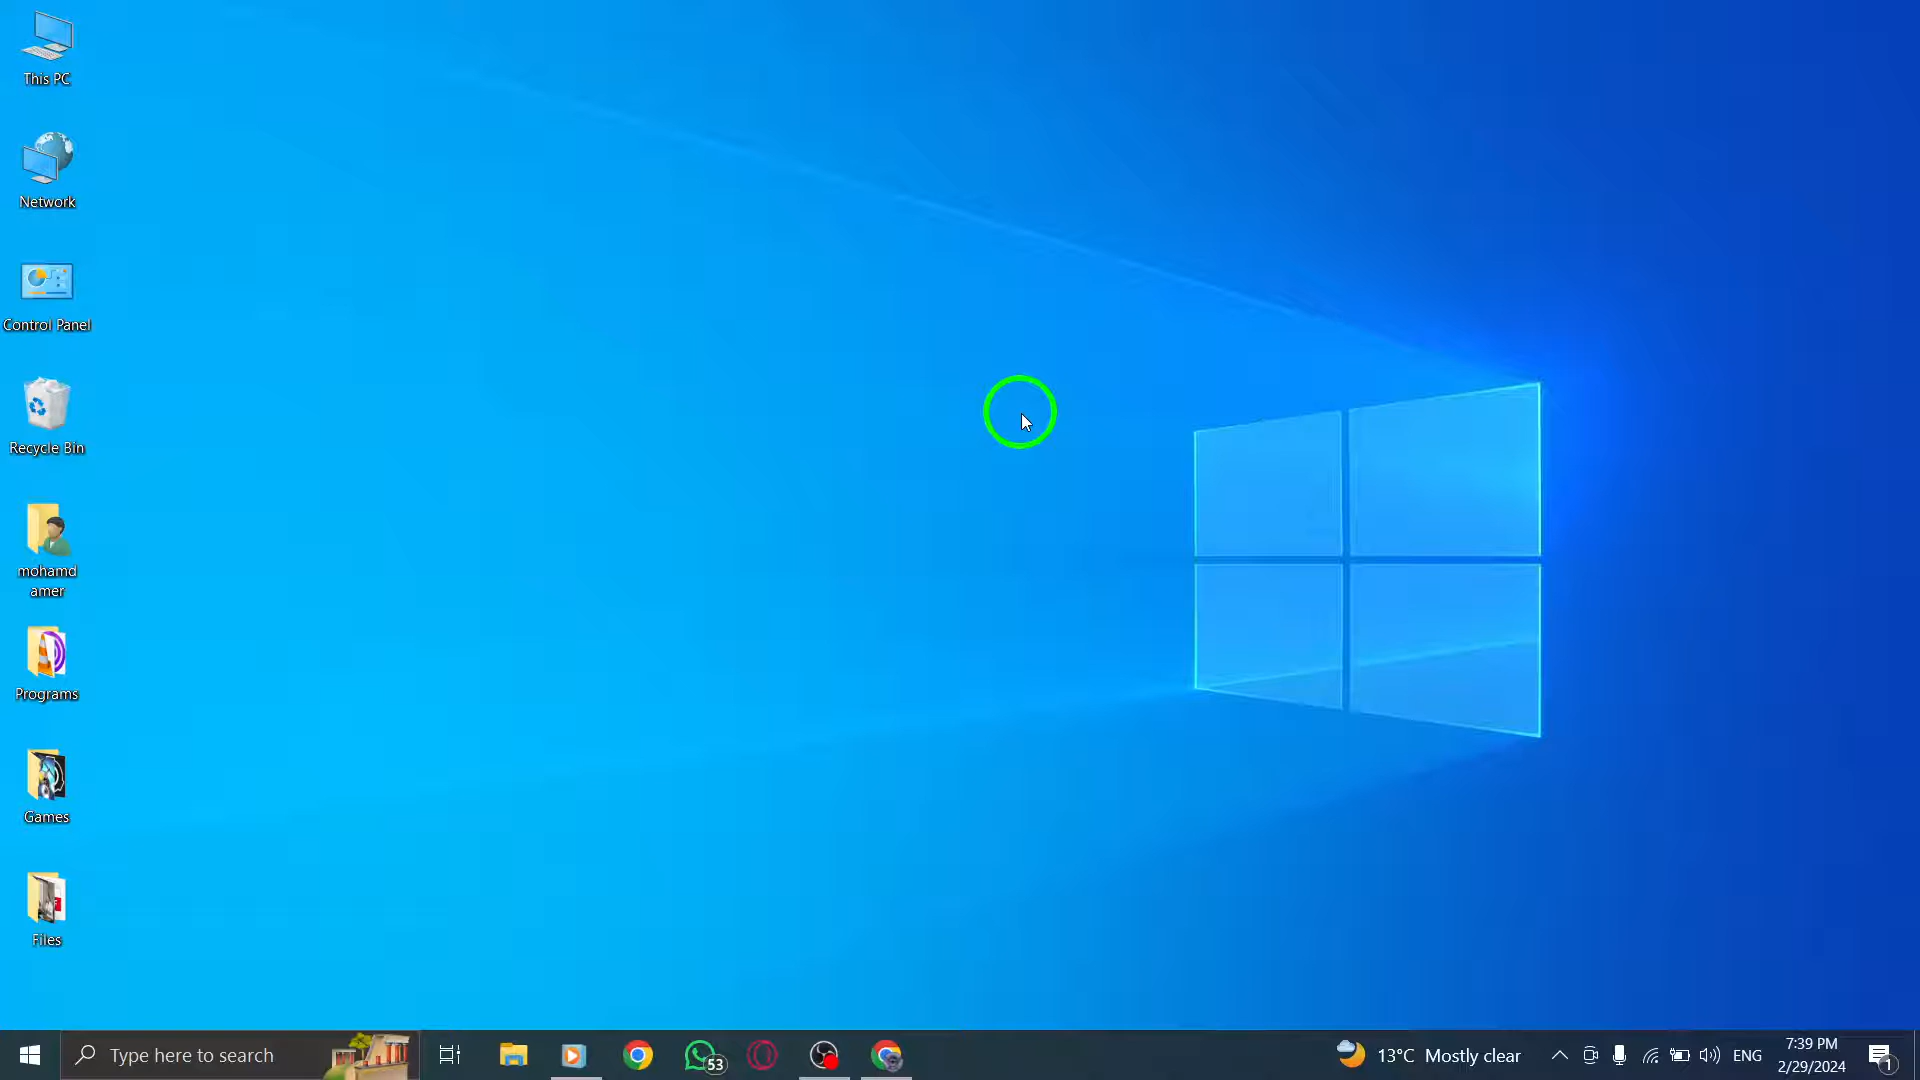 This PC
Network
Control Panel
Recycle Bin
mohamd
amer
Programs
Games
Files
Type here to search
53
13°C Mostly clear
ENG
7:39 PM
2/29/2024
1